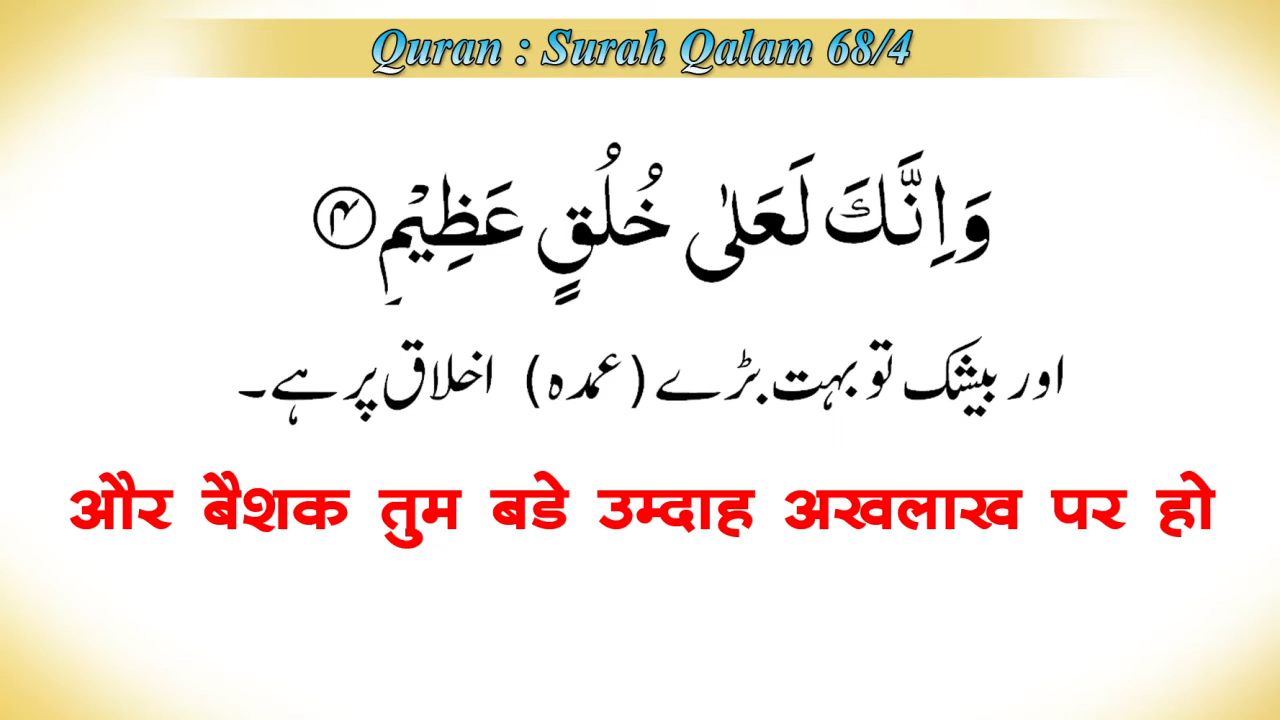 Quran : Surah Qalam 68/4
وَاِنَّكَ لَعَلٰى خُلُقٍ عَظِيْمٍ ④
اور بیشک تو بہت بڑے (عمدہ) اخلاق پر ہے۔
और बैशक तुम बडे उम्दाह अखलाख पर हो